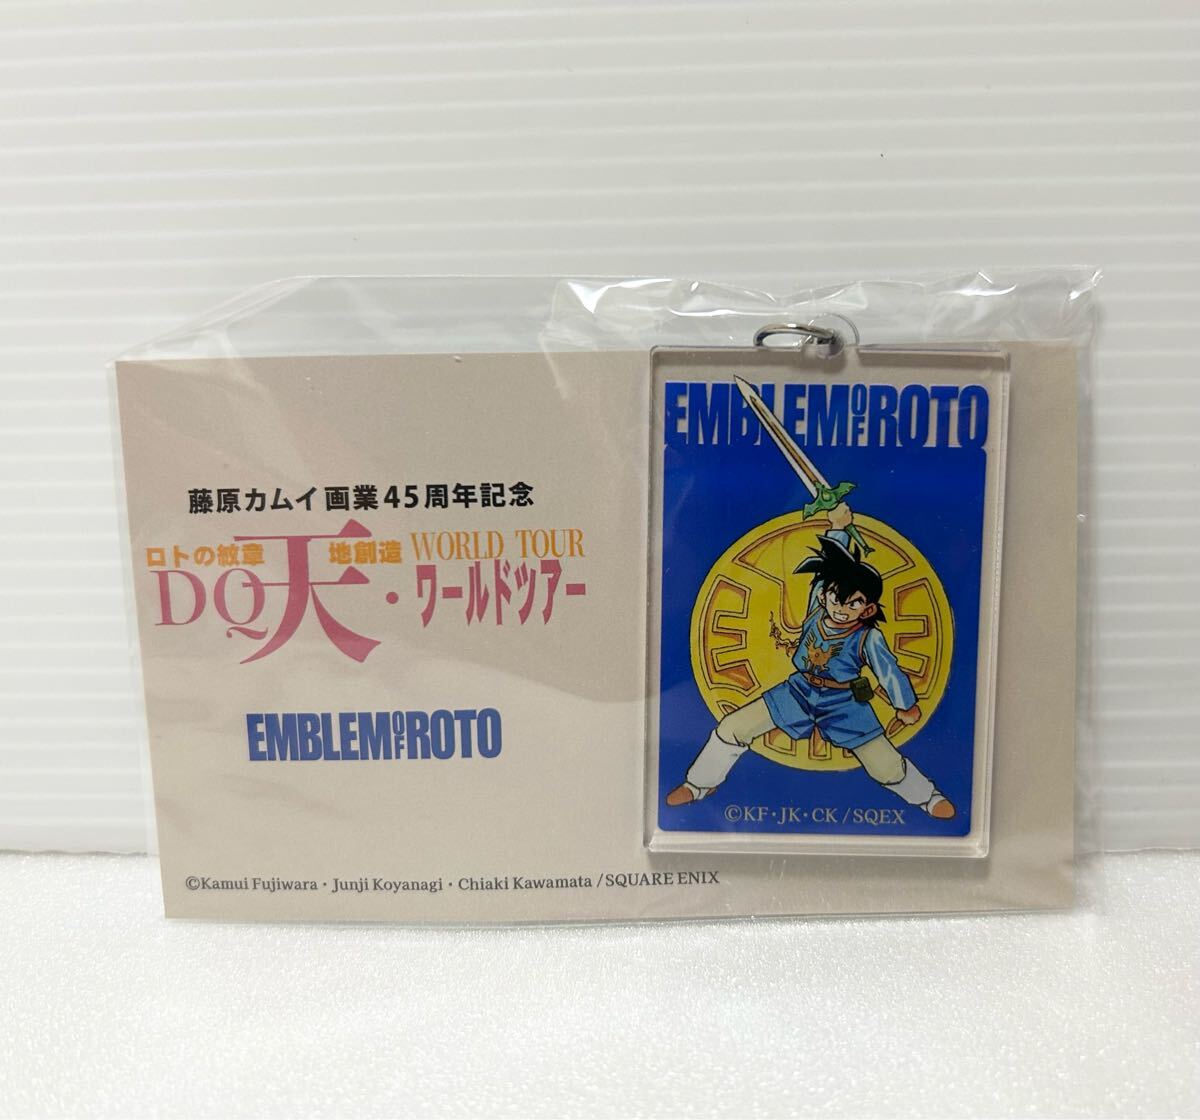 藤原カムイ画業45周年記念
ロトの紋章 地創造 WORLD TOUR
DQ天・ワールドツアー
EMBLEM OF ROTO
©Kamui Fujiwara・Junji Koyanagi・Chiaki Kawamata/SQUARE ENIX
EMBLEM OF ROTO
©KF・JK・CK/SQEX